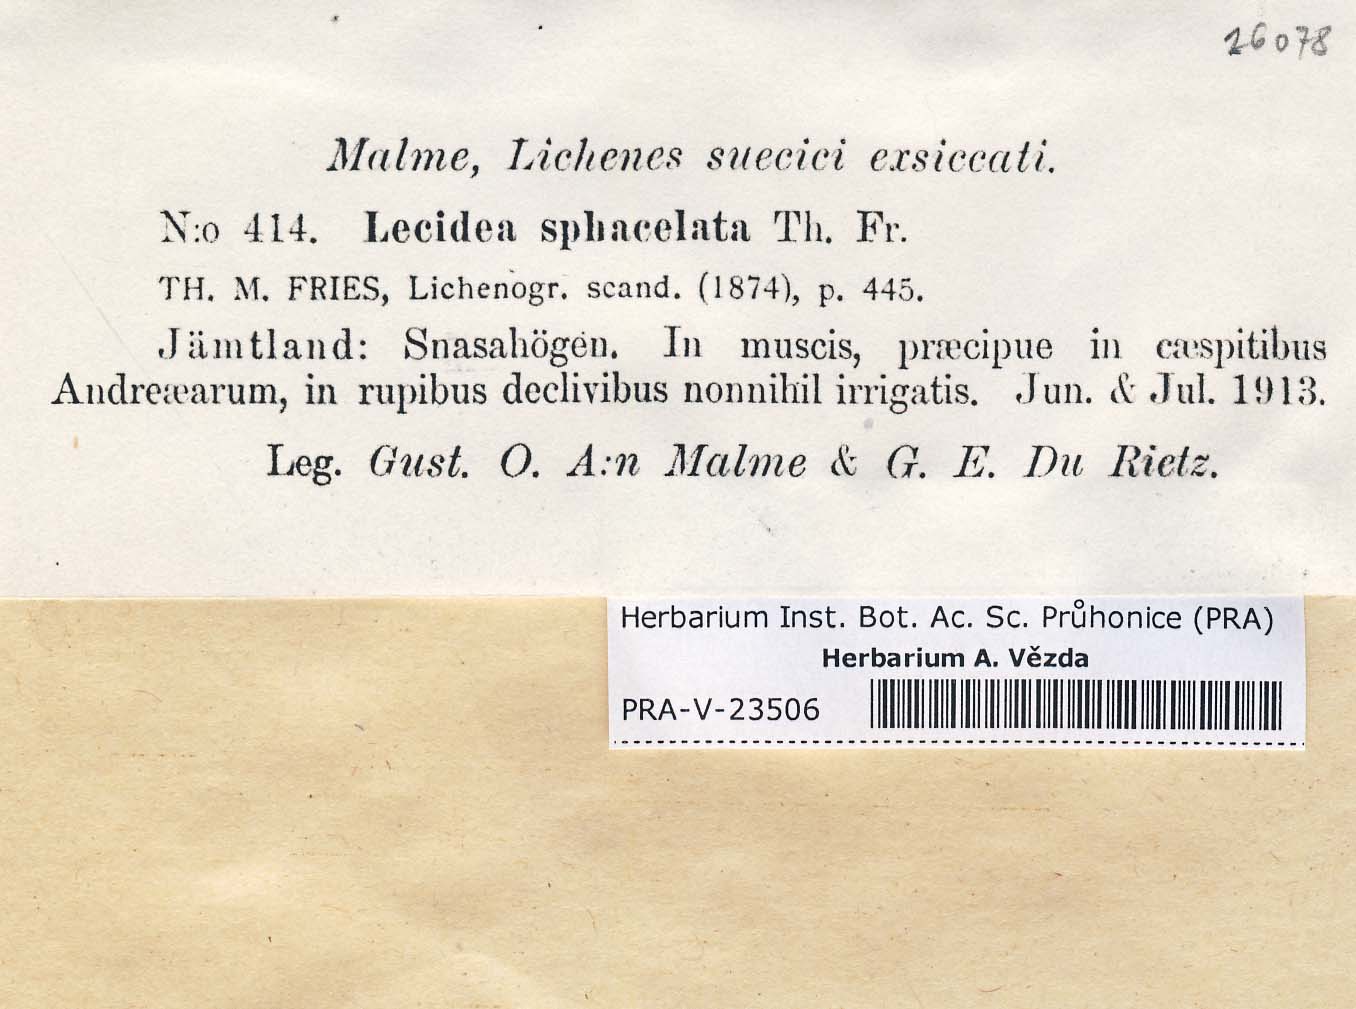 26078
Malme, Lichenes suecici exsiccati.
N:o 414. Lecidea sphacelata Th. Fr.
TH. M. FRIES, Lichenogr. scand. (1874), p. 445.
Jämtland: Snasahögen. In muscis, præcipue in cæspitibus
Andreæarum, in rupibus declivibus nonnihil irrigatis. Jun. & Jul. 1913.
Leg. Gust. O. A:n Malme & G. E. Du Rietz.
Herbarium Inst. Bot. Ac. Sc. Průhonice (PRA)
Herbarium A. Vězda
PRA-V-23506